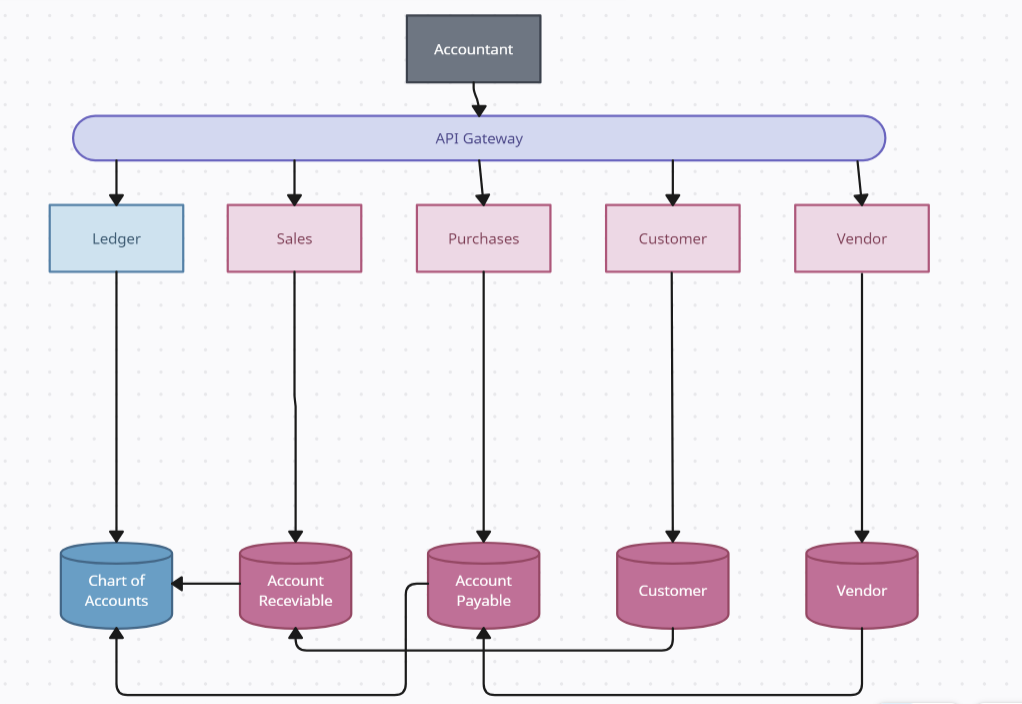 Accountant
API Gateway
Ledger
Sales
Purchases
Customer
Vendor
Chart of
Accounts
Account
Receviable
Account
Payable
Customer
Vendor